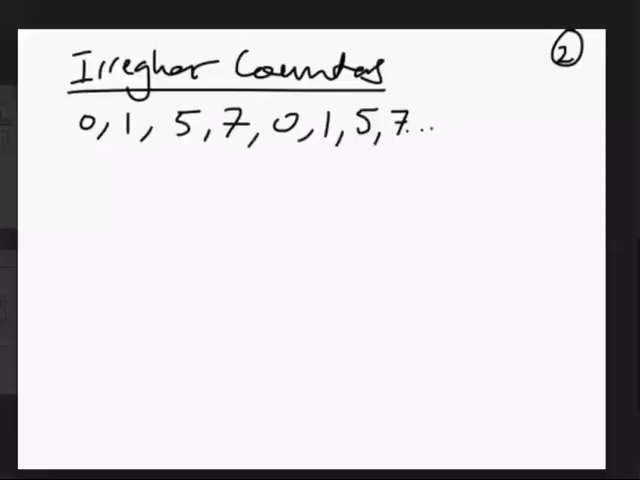 Irregular Counters
2
0, 1, 5, 7, 0, 1, 5, 7...